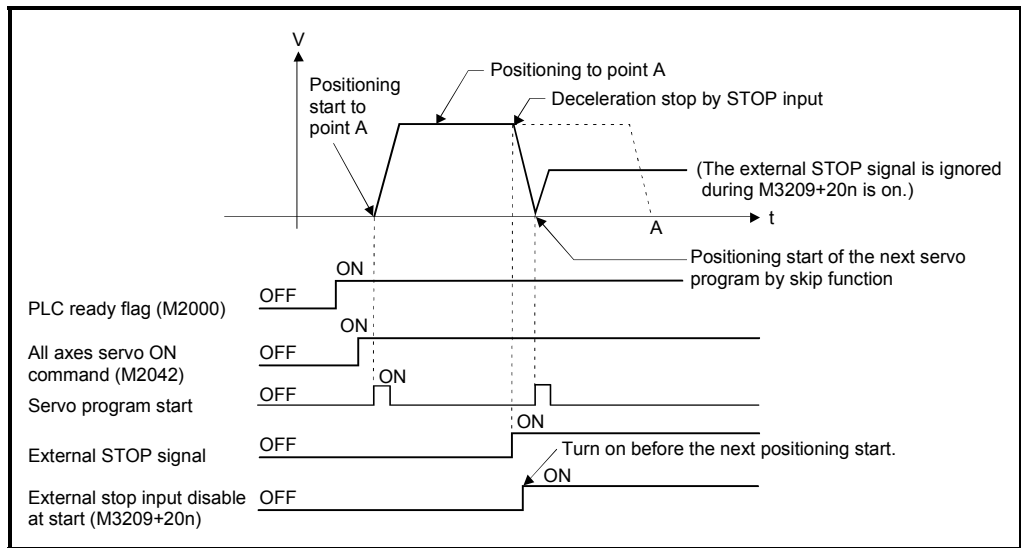 V
Positioning
start to
point A
Positioning to point A
Deceleration stop by STOP input
(The external STOP signal is ignored
during M3209+20n is on.)
t
A
Positioning start of the next servo
program by skip function
ON
OFF
PLC ready flag (M2000)
ON
All axes servo ON
command (M2042)
OFF
ON
Servo program start
OFF
ON
External STOP signal
OFF
Turn on before the next positioning start.
ON
External stop input disable
at start (M3209+20n)
OFF